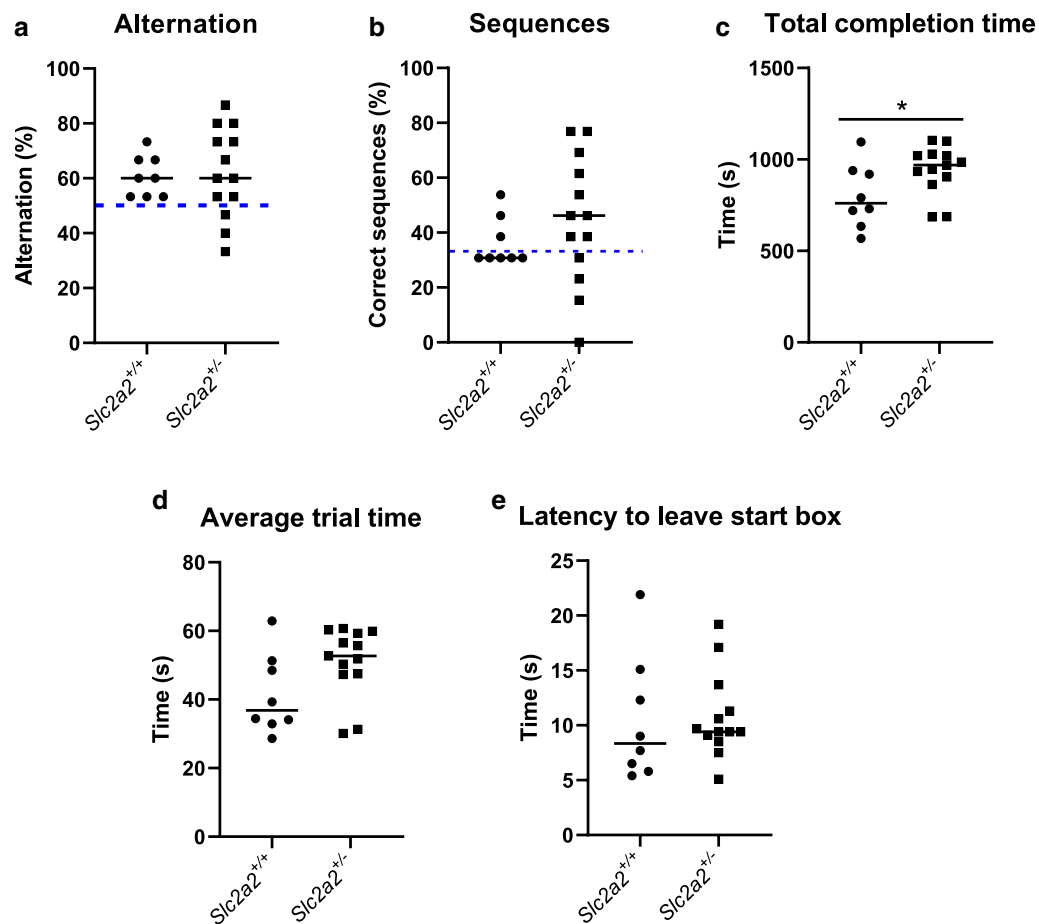 a Alternation
Alternation (%)
100
80
60
40
20
0
Slc2a2+/+
Slc2a2+/-
b Sequences
Correct sequences (%)
100
80
60
40
20
0
Slc2a2+/+
Slc2a2+/-
c Total completion time
Time (s)
1500
1000
500
0
*
Slc2a2+/+
Slc2a2+/-
d Average trial time
Time (s)
80
60
40
20
0
Slc2a2+/+
Slc2a2+/-
e Latency to leave start box
Time (s)
25
20
15
10
5
0
Slc2a2+/+
Slc2a2+/-